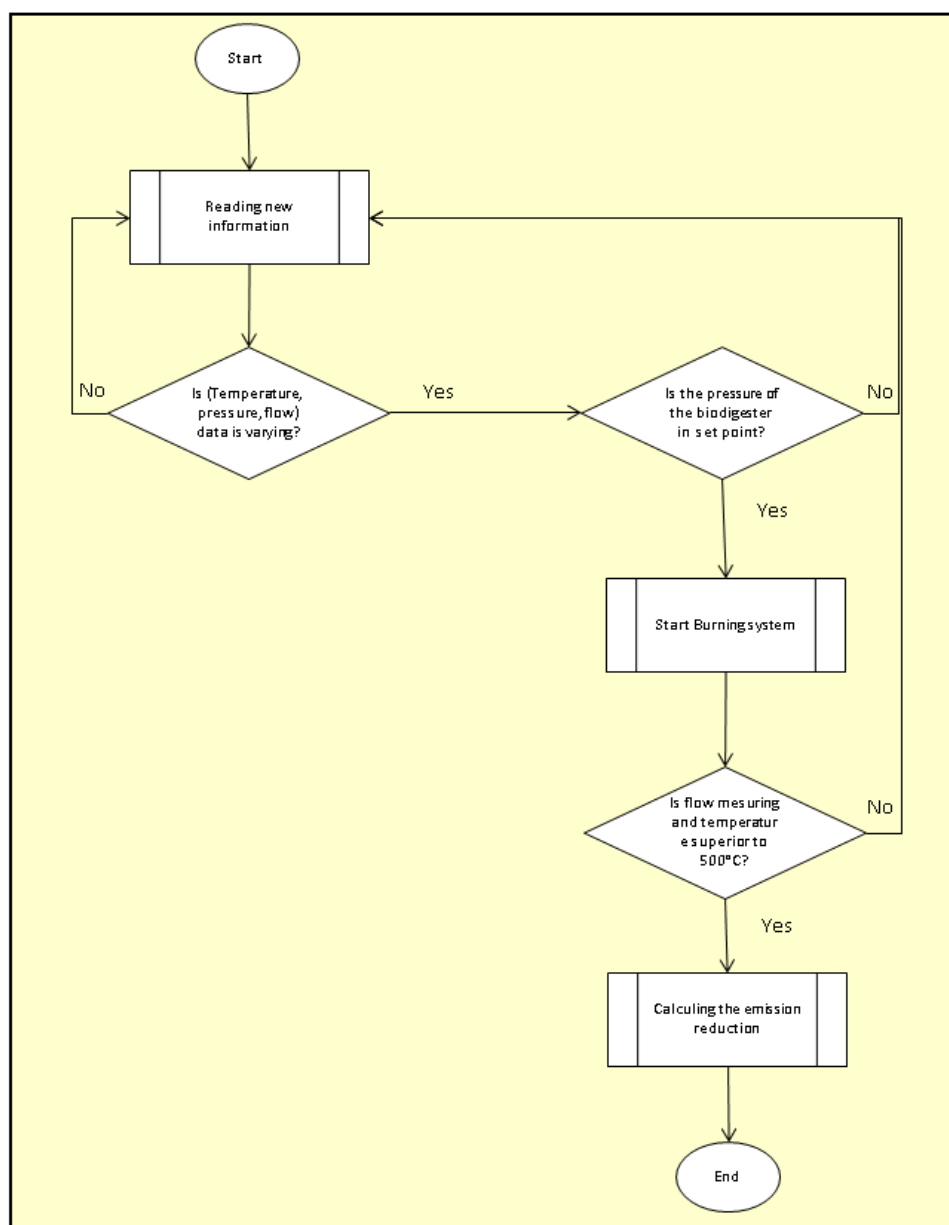 Start
Reading new
information
No
Is (Temperature,
pressure, flow)
data is varying?
Yes
Is the pressure of
the biodigester
in set point?
No
Yes
Start Burning system
Is flow mesuring
and temperatur
e superior to
500°C?
No
Yes
Calculing the emission
reduction
End